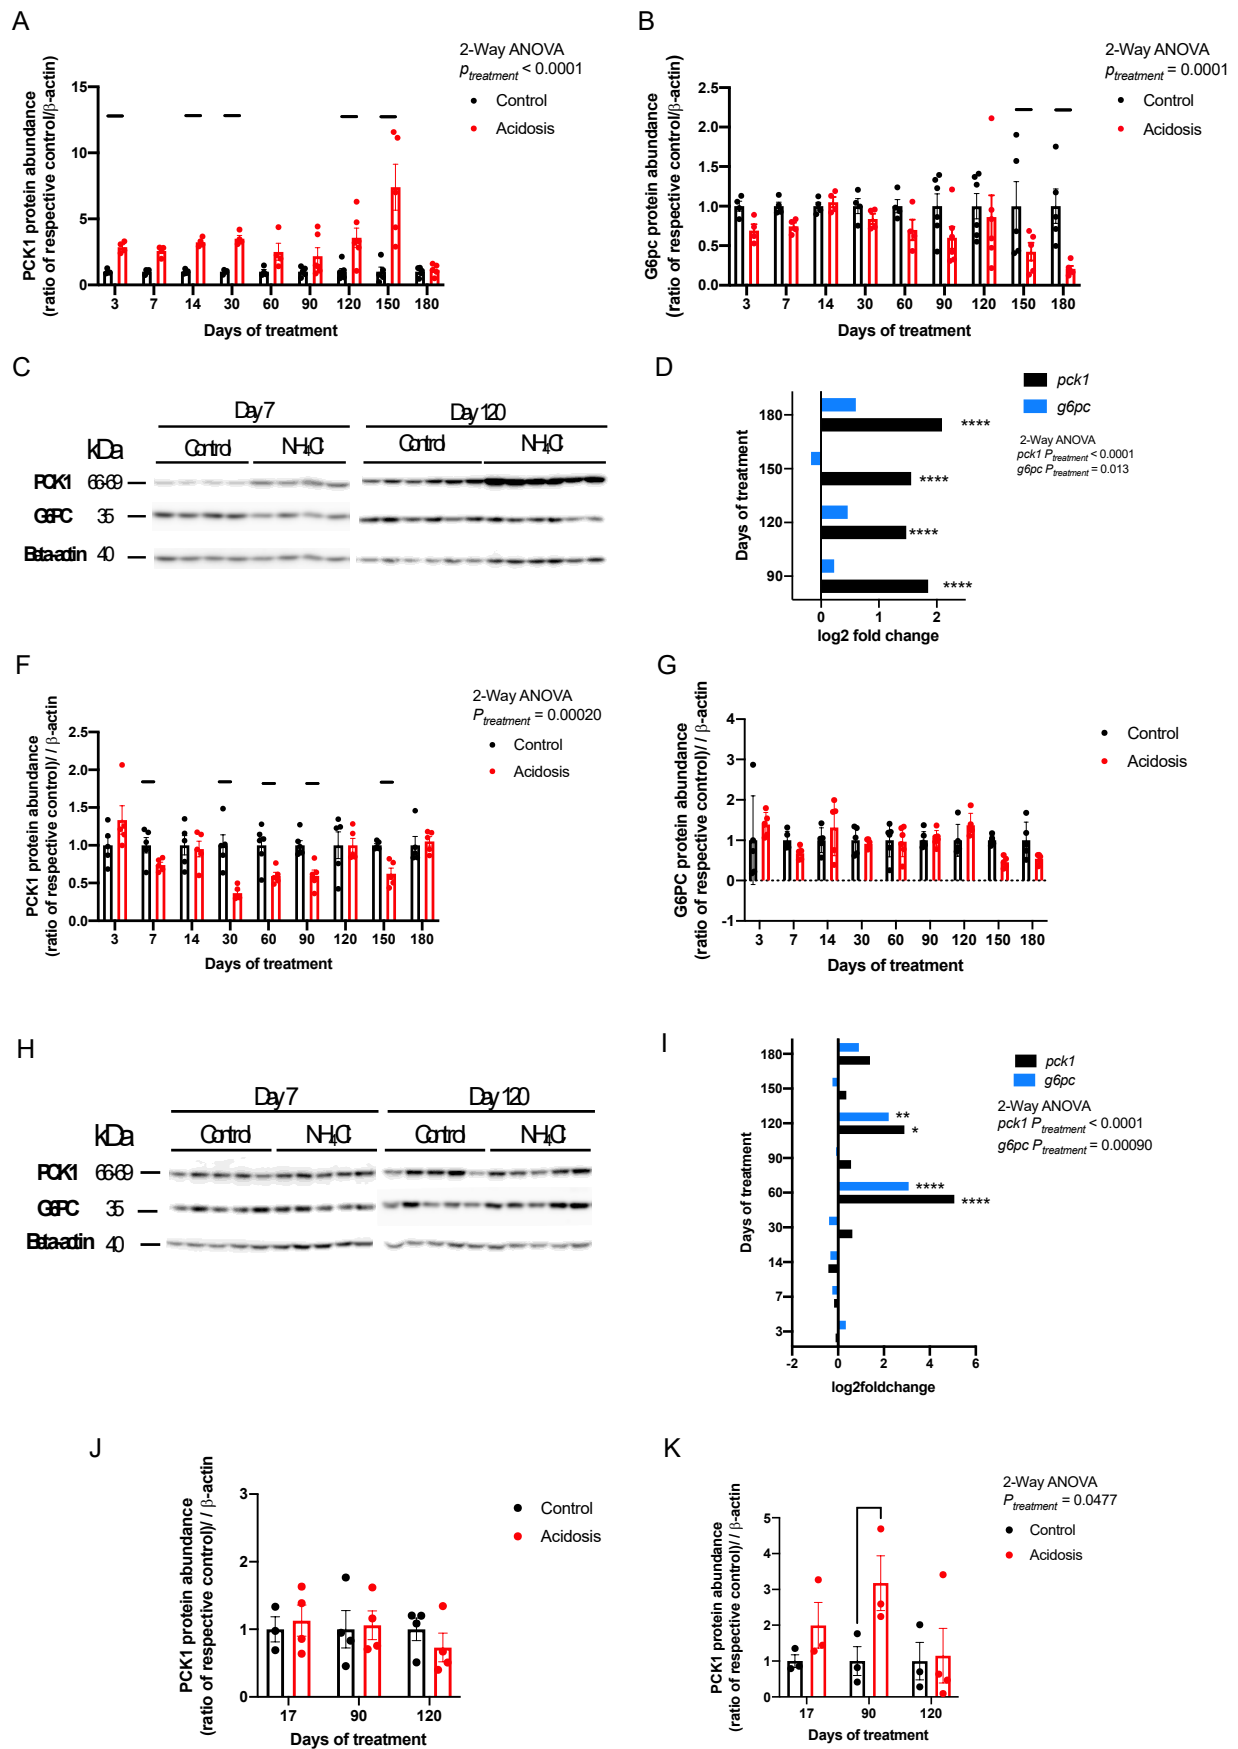 A
2-Way ANOVA
ptreatment < 0.0001
Control
Acidosis
PCK1 protein abundance
(ratio of respective control/β-actin)
15
10
5
0
3 7 14 30 60 90 120 150 180
Days of treatment
B
2-Way ANOVA
ptreatment = 0.0001
Control
Acidosis
G6pc protein abundance
(ratio of respective control/β-actin)
2.5
2.0
1.5
1.0
0.5
0.0
3 7 14 30 60 90 120 150 180
Days of treatment
C
Day 7 Day 120
kDa Control NH4Cl Control NH4Cl
PCK1 66-69
G6PC 35
Beta-actin 40
D
pck1
g6pc
2-Way ANOVA
pck1 Ptreatment < 0.0001
g6pc Ptreatment = 0.013
Days of treatment
180 ****
150 ****
120 ****
90 ****
0 1 2
log2 fold change
F
2-Way ANOVA
Ptreatment = 0.00020
Control
Acidosis
PCK1 protein abundance
(ratio of respective control)/ / β-actin
2.5
2.0
1.5
1.0
0.5
0.0
3 7 14 30 60 90 120 150 180
Days of treatment
G
Control
Acidosis
G6PC protein abundance
(ratio of respective control)/ / β-actin
4
3
2
1
0
-1
3 7 14 30 60 90 120 150 180
Days of treatment
H
Day 7 Day 120
kDa Control NH4Cl Control NH4Cl
PCK1 66-69
G6PC 35
Beta-actin 40
I
pck1
g6pc
2-Way ANOVA
pck1 Ptreatment < 0.0001
g6pc Ptreatment = 0.00090
Days of treatment
180
150
120 ** *
90
60 **** ****
30
14
7
3
-2 0 2 4 6
log2foldchange
J
Control
Acidosis
PCK1 protein abundance
(ratio of respective control)/ / β-actin
3
2
1
0
17 90 120
Days of treatment
K
2-Way ANOVA
Ptreatment = 0.0477
Control
Acidosis
PCK1 protein abundance
(ratio of respective control)/ / β-actin
5
4
3
2
1
0
17 90 120
Days of treatment